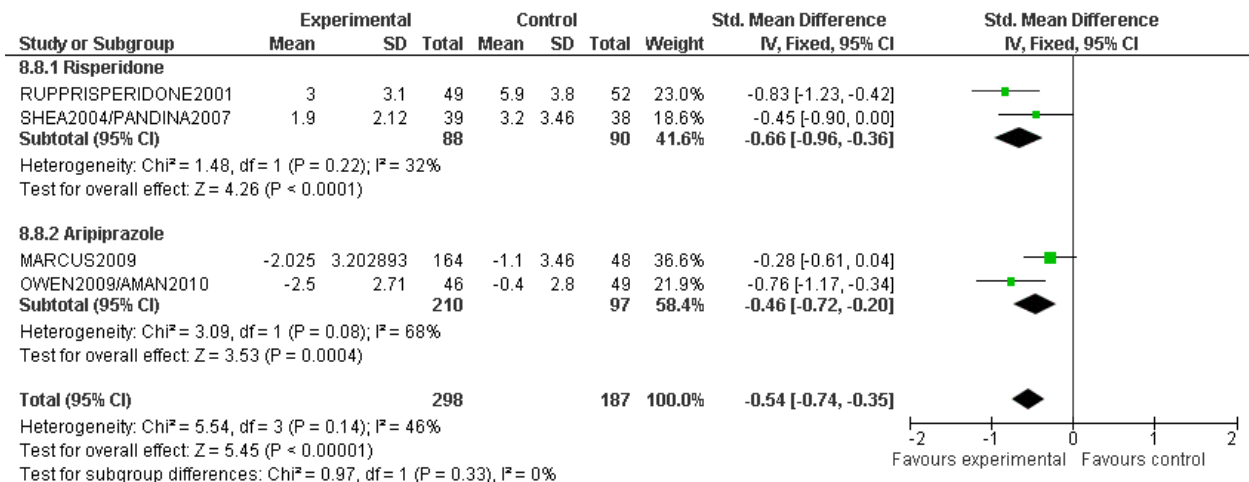 Experimental Control Std. Mean Difference Std. Mean Difference
Study or Subgroup Mean SD Total Mean SD Total Weight IV, Fixed, 95% CI IV, Fixed, 95% CI
8.8.1 Risperidone
RUPPRISPERIDONE2001 3 3.1 49 5.9 3.8 52 23.0% -0.83 [-1.23, -0.42]
SHEA2004/PANDINA2007 1.9 2.12 39 3.2 3.46 38 18.6% -0.45 [-0.90, 0.00]
Subtotal (95% CI) 88 90 41.6% -0.66 [-0.96, -0.36]
Heterogeneity: Chi² = 1.48, df = 1 (P = 0.22); I² = 32%
Test for overall effect: Z = 4.26 (P < 0.0001)
8.8.2 Aripiprazole
MARCUS2009 -2.025 3.202893 164 -1.1 3.46 48 36.6% -0.28 [-0.61, 0.04]
OWEN2009/AMAN2010 -2.5 2.71 46 -0.4 2.8 49 21.9% -0.76 [-1.17, -0.34]
Subtotal (95% CI) 210 97 58.4% -0.46 [-0.72, -0.20]
Heterogeneity: Chi² = 3.09, df = 1 (P = 0.08); I² = 68%
Test for overall effect: Z = 3.53 (P = 0.0004)
Total (95% CI) 298 187 100.0% -0.54 [-0.74, -0.35]
Heterogeneity: Chi² = 5.54, df = 3 (P = 0.14); I² = 46%
Test for overall effect: Z = 5.45 (P < 0.00001)
Test for subgroup differences: Chi² = 0.97, df = 1 (P = 0.33), I² = 0%
-2 -1 0 1 2
Favours experimental Favours control